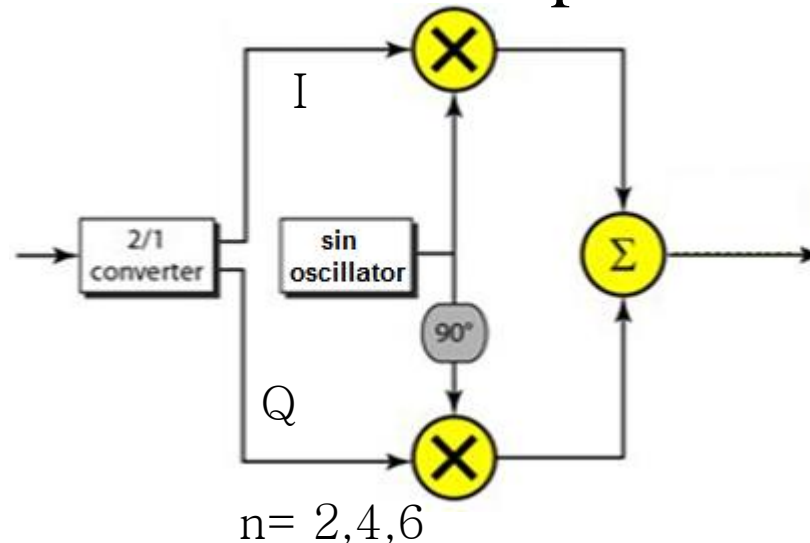 I
2/1
converter
sin
oscillator
Σ
90°
Q
n= 2,4,6